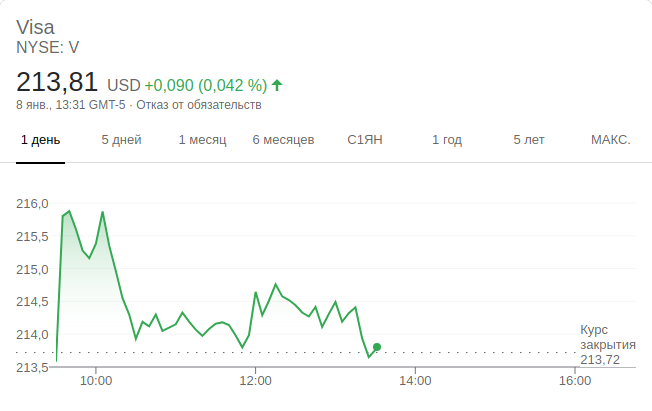 Visa
NYSE: V
213,81 USD +0,090 (0,042 %)
8 янв., 13:31 GMT-5 · Отказ от обязательств
1 день 5 дней 1 месяц 6 месяцев С1ЯН 1 год 5 лет МАКС.
216,0
215,5
215,0
214,5
214,0
213,5
Курс
закрытия
213,72
10:00 12:00 14:00 16:00